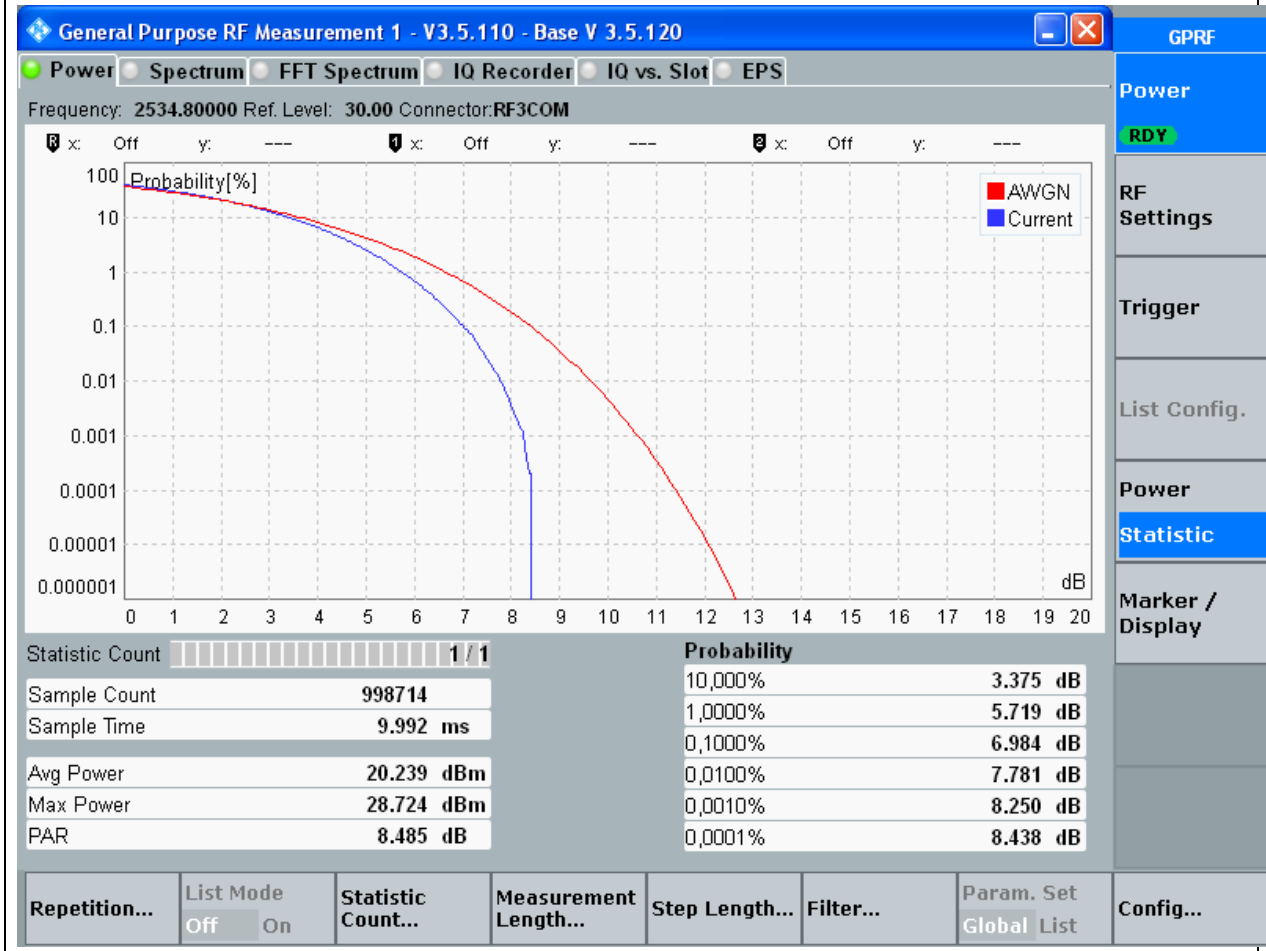 General Purpose RF Measurement 1 - V3.5.110 - Base V 3.5.120
GPRF
Power Spectrum FFT Spectrum IQ Recorder IQ vs. Slot EPS
Power
RDY
Frequency: 2534.80000 Ref. Level: 30.00 Connector:RF3COM
R x: Off y: --- 1 x: Off y: --- 2 x: Off y: ---
100 Probability[%]
AWGN
Current
10
1
0.1
0.01
0.001
0.0001
0.00001
0.000001
dB
0 1 2 3 4 5 6 7 8 9 10 11 12 13 14 15 16 17 18 19 20
RF
Settings
Trigger
List Config.
Power
Statistic
Marker /
Display
Statistic Count 1 / 1
Sample Count 998714
Sample Time 9.992 ms
Avg Power 20.239 dBm
Max Power 28.724 dBm
PAR 8.485 dB
Probability
10,000% 3.375 dB
1,0000% 5.719 dB
0,1000% 6.984 dB
0,0100% 7.781 dB
0,0010% 8.250 dB
0,0001% 8.438 dB
Repetition...
List Mode
Off On
Statistic
Count...
Measurement
Length...
Step Length...
Filter...
Param. Set
Global List
Config...